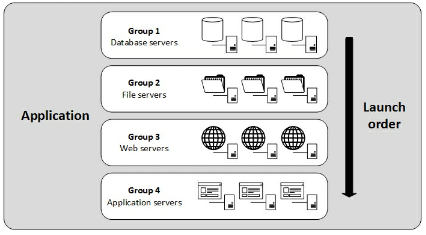 Application
Group 1
Database servers
Group 2
File servers
Group 3
Web servers
Group 4
Application servers
Launch
order